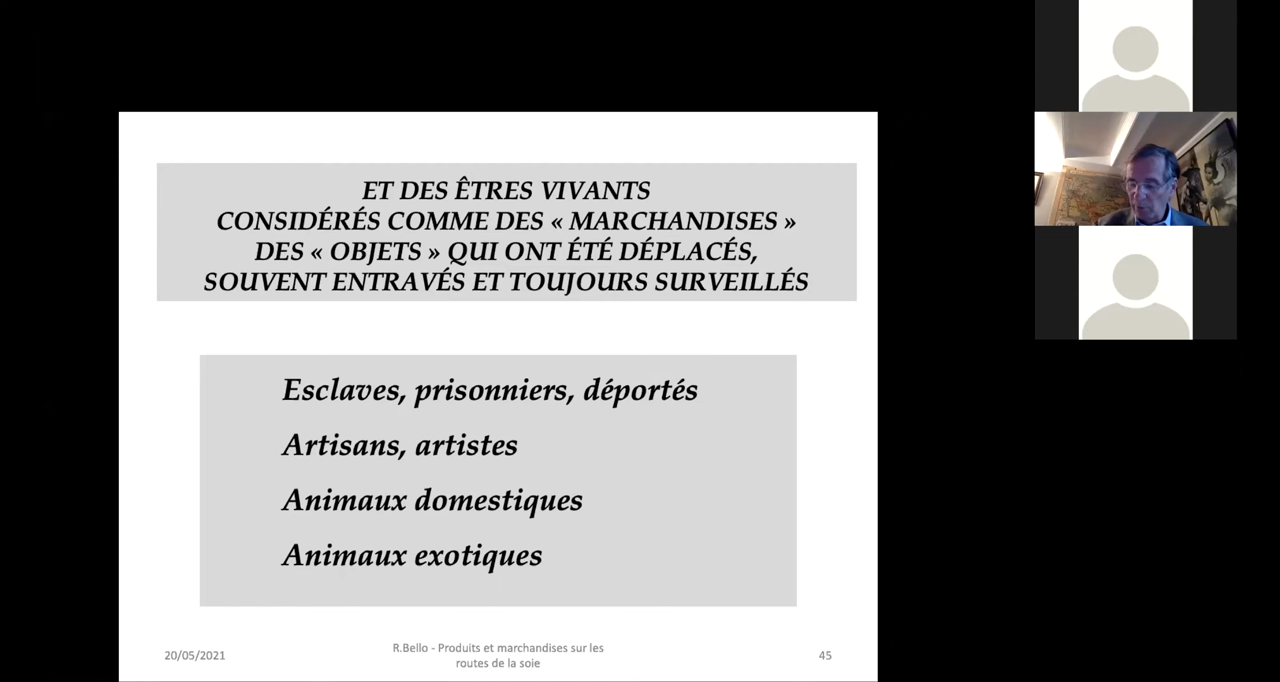 ET DES ÊTRES VIVANTS
CONSIDÉRÉS COMME DES « MARCHANDISES »
DES « OBJETS » QUI ONT ÉTÉ DÉPLACÉS,
SOUVENT ENTRAVÉS ET TOUJOURS SURVEILLÉS
Esclaves, prisonniers, déportés
Artisans, artistes
Animaux domestiques
Animaux exotiques
20/05/2021
R.Bello - Produits et marchandises sur les
routes de la soie
45